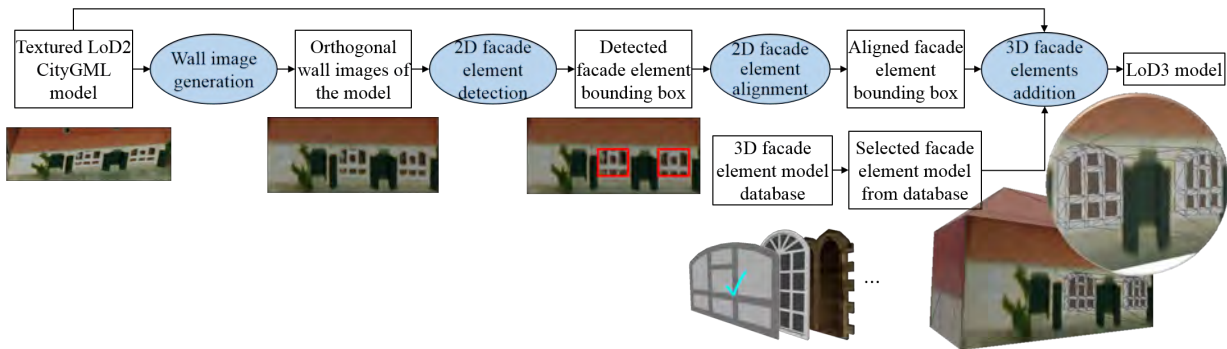 Textured LoD2
CityGML
model
Wall image
generation
Orthogonal
wall images of
the model
2D facade
element
detection
Detected
facade element
bounding box
2D facade
element
alignment
Aligned facade
element
bounding box
3D facade
elements
addition
LoD3 model
3D facade
element model
database
Selected facade
element model
from database
...